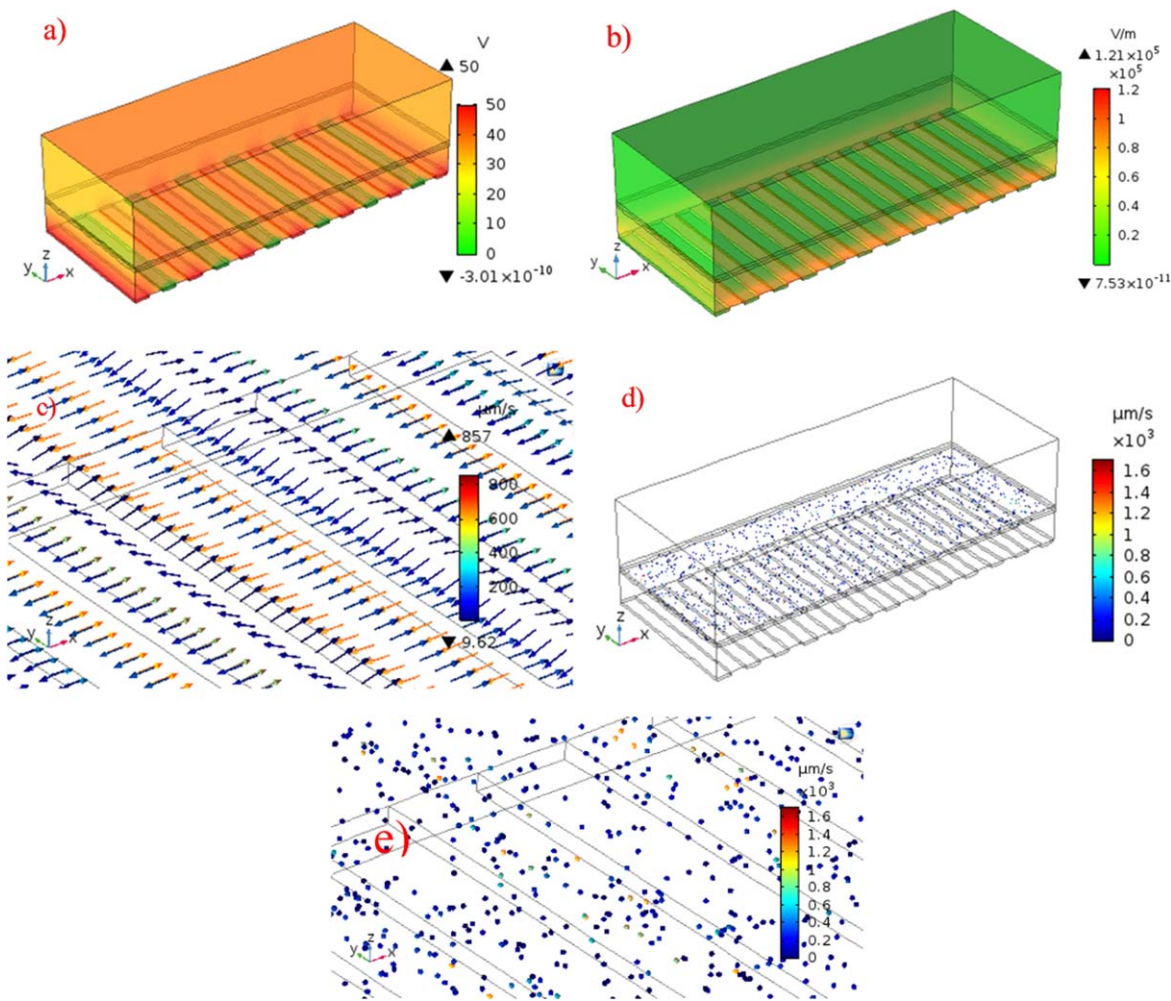 a)
V
▲ 50
50
40
30
20
10
0
▼ -3.01×10⁻¹⁰
y z x
b)
V/m
▲ 1.21×10⁵
×10⁵
1.2
1
0.8
0.6
0.4
0.2
▼ 7.53×10⁻¹¹
y z x
c)
μm/s
▲ 857
800
600
400
200
▼ 9.62
y z x
d)
μm/s
×10³
1.6
1.4
1.2
1
0.8
0.6
0.4
0.2
0
y z x
e)
μm/s
×10³
1.6
1.4
1.2
1
0.8
0.6
0.4
0.2
0
y z x